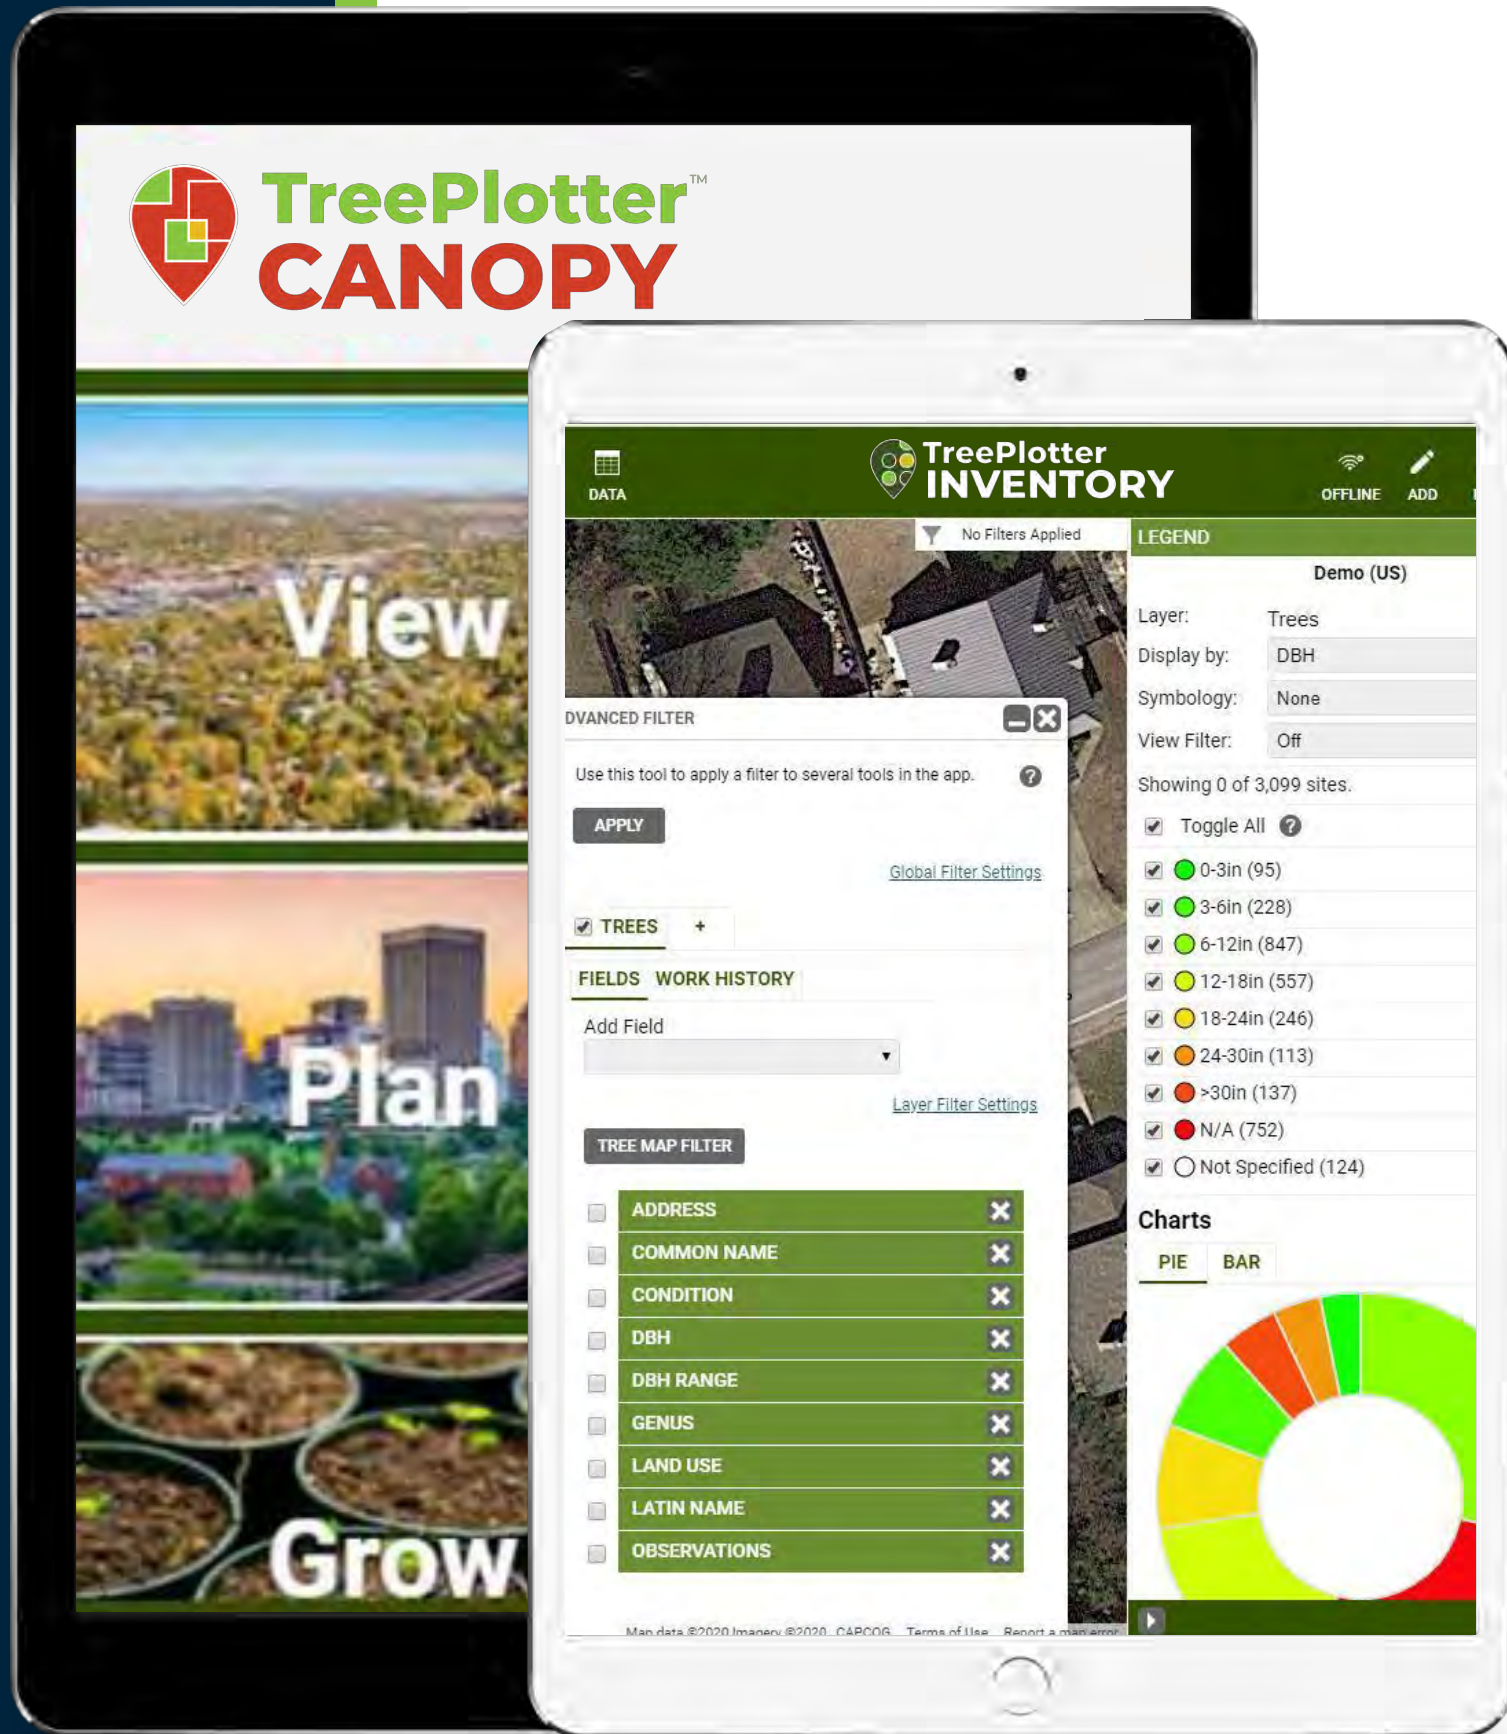 TreePlotter™
CANOPY
View
Plan
Grow
DATA
TreePlotter
INVENTORY
OFFLINE
ADD
No Filters Applied
DVANCED FILTER
Use this tool to apply a filter to several tools in the app.
APPLY
Global Filter Settings
TREES +
FIELDS WORK HISTORY
Add Field
Layer Filter Settings
TREE MAP FILTER
ADDRESS
COMMON NAME
CONDITION
DBH
DBH RANGE
GENUS
LAND USE
LATIN NAME
OBSERVATIONS
Map data ©2020 Imagery ©2020 , CAPCOG Terms of Use Report a map error
LEGEND
Demo (US)
Layer: Trees
Display by: DBH
Symbology: None
View Filter: Off
Showing 0 of 3,099 sites.
Toggle All
0-3in (95)
3-6in (228)
6-12in (847)
12-18in (557)
18-24in (246)
24-30in (113)
>30in (137)
N/A (752)
Not Specified (124)
Charts
PIE BAR